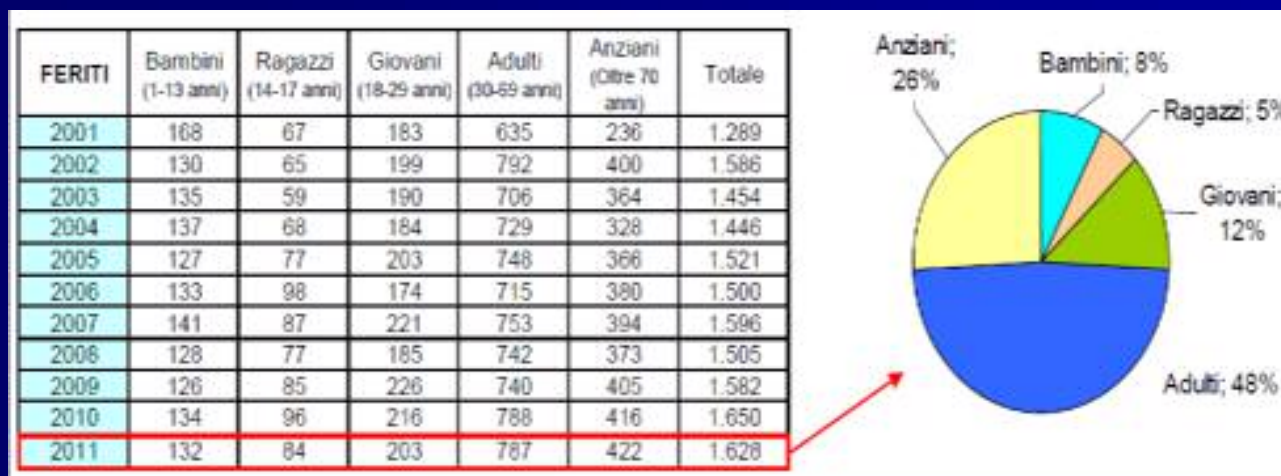 FERITI Bambini (1-13 anni) Ragazzi (14-17 anni) Giovani (18-29 anni) Adulti (30-69 anni) Anziani (Oltre 70 anni) Totale
2001 168 67 183 635 236 1.289
2002 130 65 199 792 400 1.586
2003 135 59 190 706 364 1.454
2004 137 68 184 729 328 1.446
2005 127 77 203 748 366 1.521
2006 133 98 174 715 380 1.500
2007 141 87 221 753 394 1.596
2008 128 77 185 742 373 1.505
2009 126 85 226 740 405 1.582
2010 134 96 216 788 416 1.650
2011 132 84 203 787 422 1.628
Anziani;
26%
Bambini; 8%
Ragazzi; 5%
Giovani;
12%
Adulti; 48%